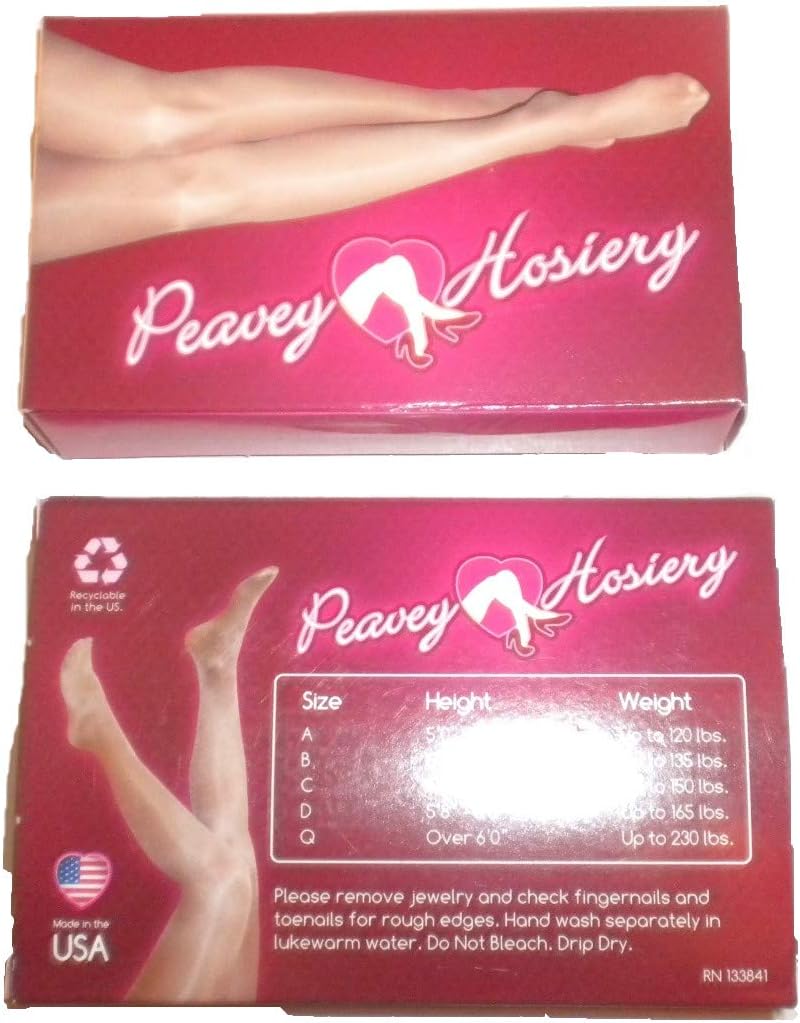 Peavey Hosiery
Recyclable
in the US.
Peavey Hosiery
Size Height Weight
A to 120 lbs.
B to 135 lbs.
C to 150 lbs.
D 5'8" Up to 165 lbs.
Q Over 6'0" Up to 230 lbs.
Made in the
USA
Please remove jewelry and check fingernails and
toenails for rough edges. Hand wash separately in
lukewarm water. Do Not Bleach. Drip Dry.
RN 133841